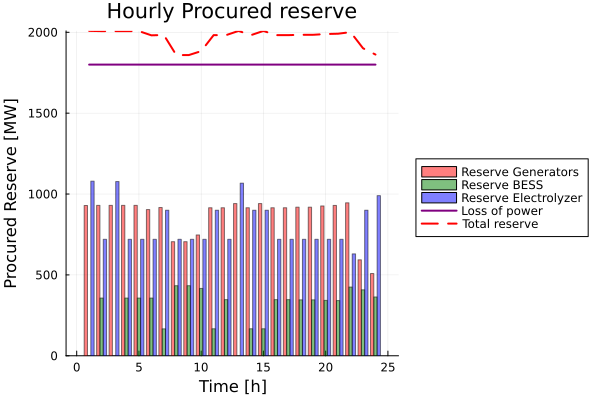 Hourly Procured reserve
2000
1500
1000
500
0
Procured Reserve [MW]
0 5 10 15 20 25
Time [h]
Reserve Generators
Reserve BESS
Reserve Electrolyzer
Loss of power
Total reserve